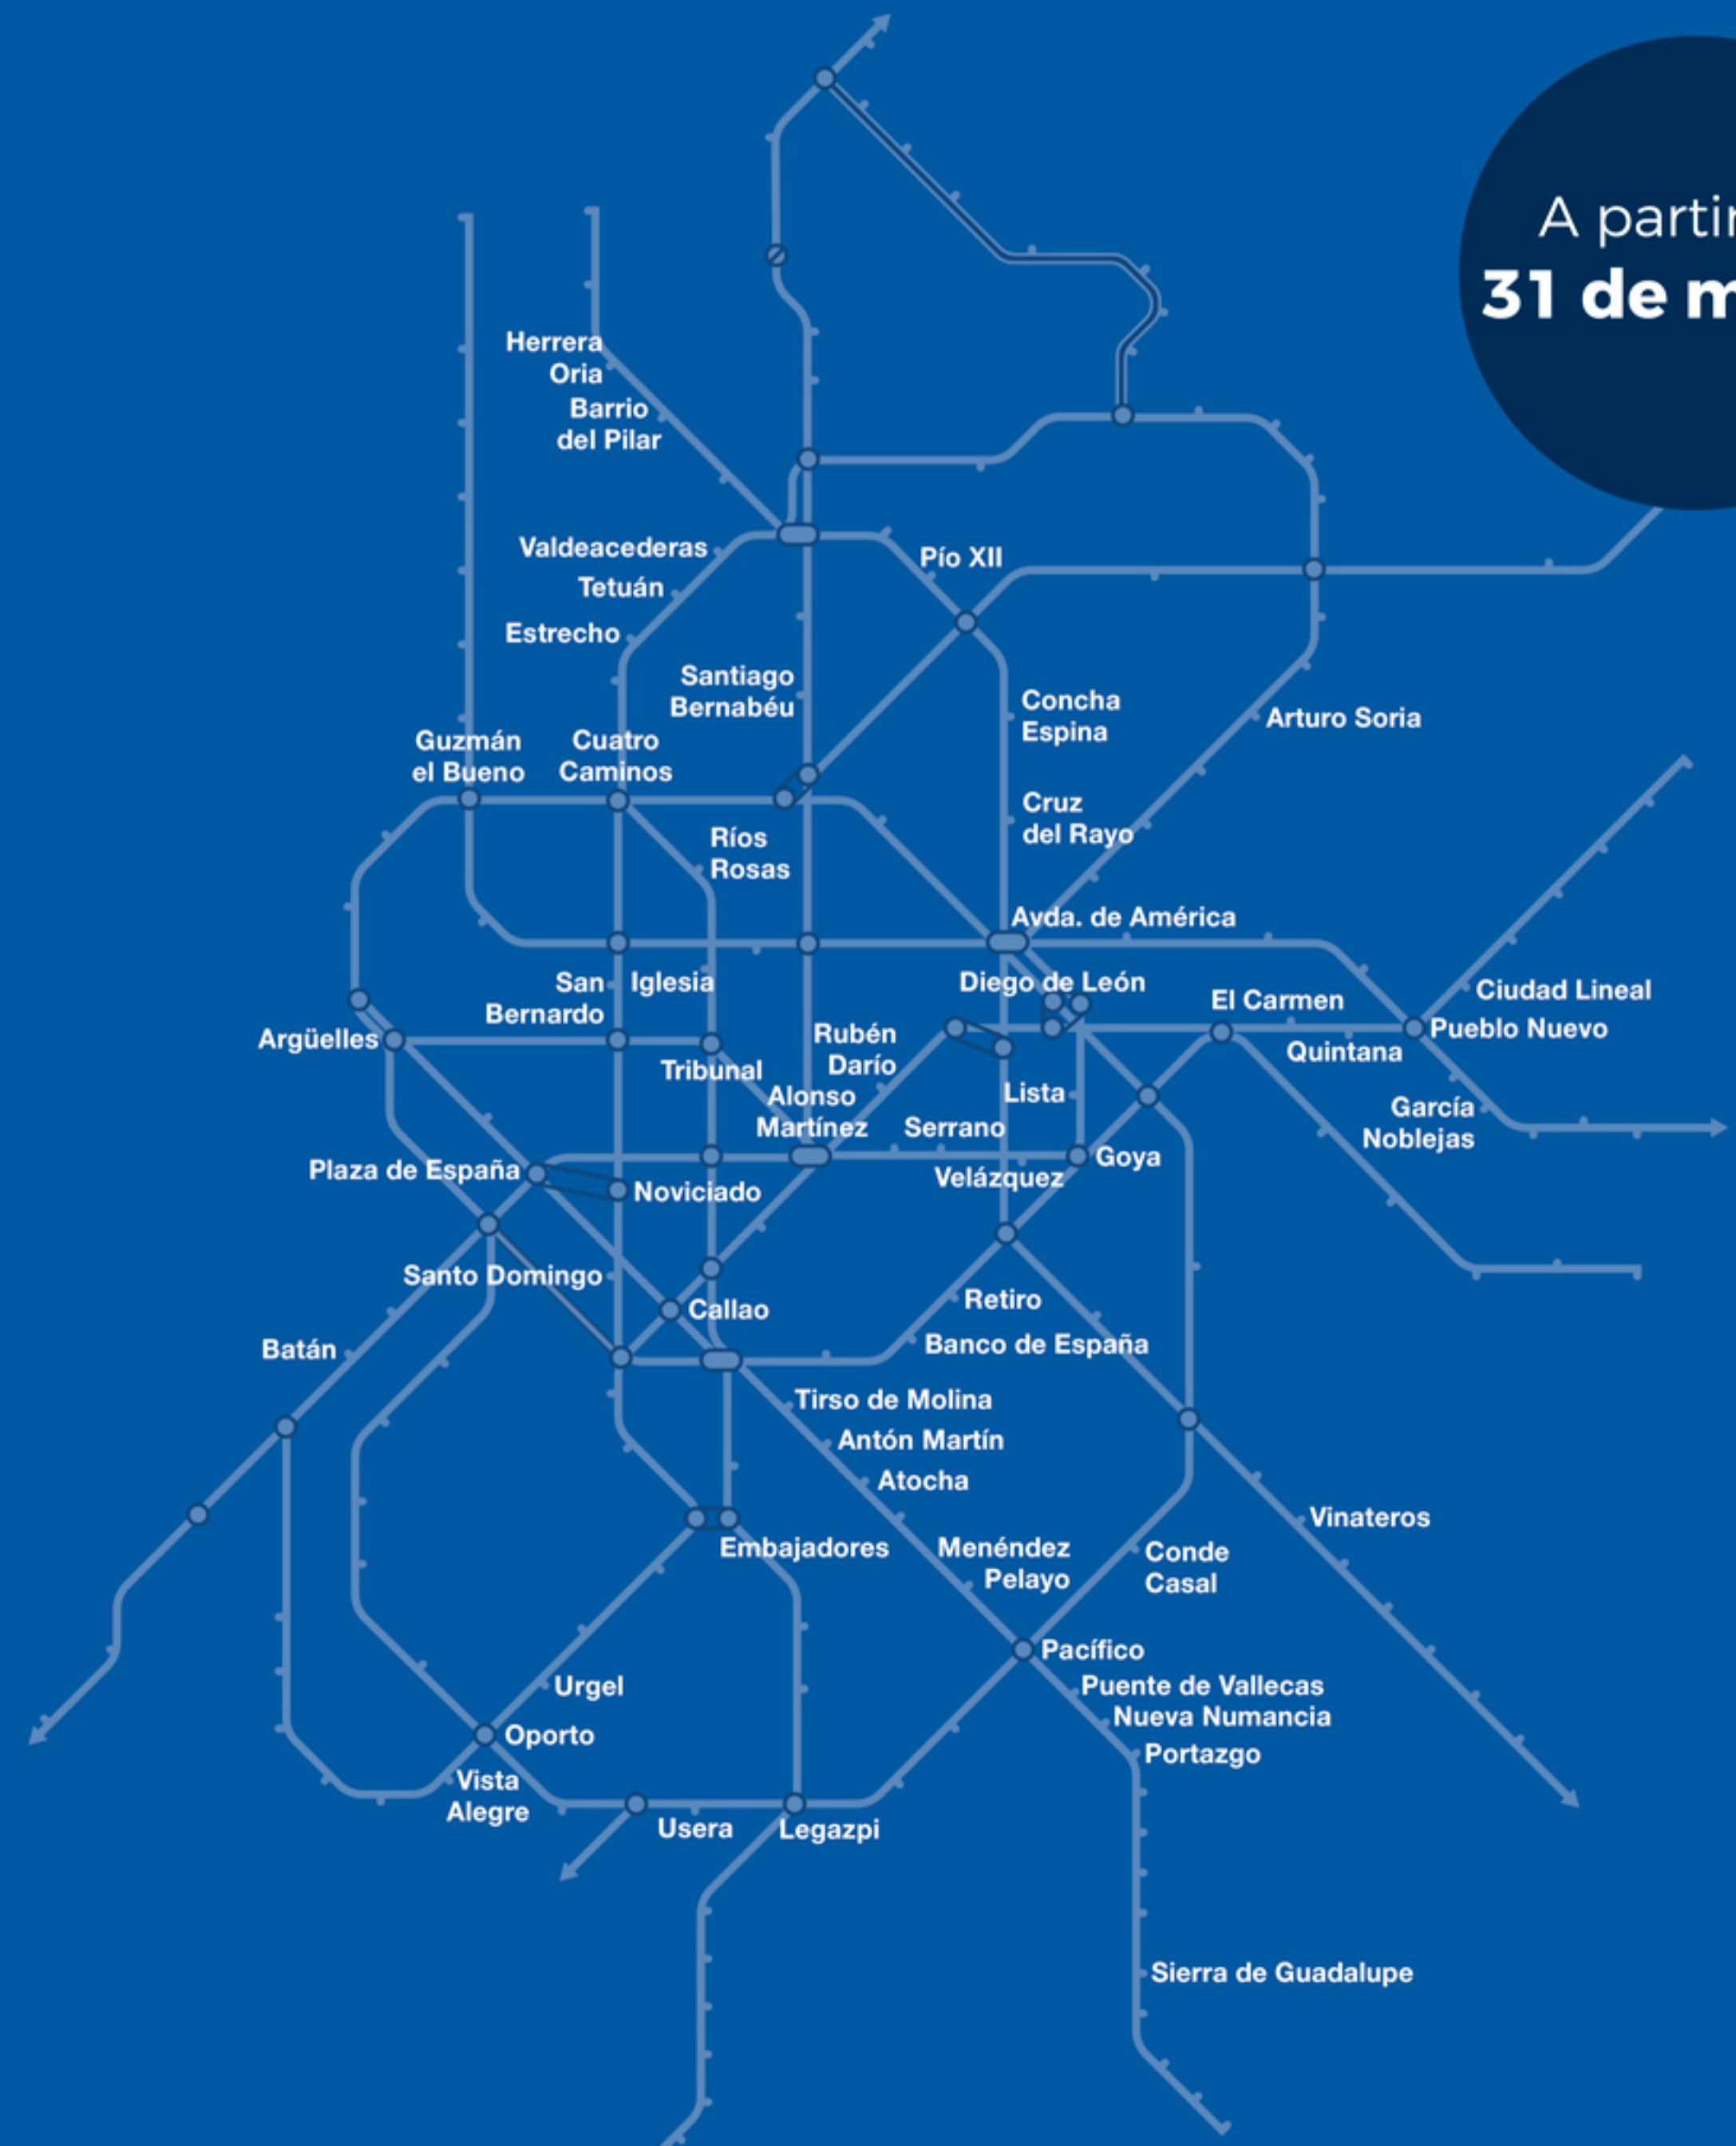 A partir
31 de m
Herrera
Oria
Barrio
del Pilar
Valdeacederas
Pío XII
Tetuán
Estrecho
Santiago
Bernabéu
Concha
Espina
Arturo Soria
Guzmán
el Bueno
Cuatro
Caminos
Cruz
del Rayo
Ríos
Rosas
Avda. de América
San
Bernardo
Iglesia
Diego de León
El Carmen
Ciudad Lineal
Pueblo Nuevo
Argüelles
Rubén
Darío
Quintana
Tribunal
Alonso
Martínez
Lista
García
Noblejas
Serrano
Plaza de España
Noviciado
Velázquez
Goya
Santo Domingo
Callao
Retiro
Batán
Banco de España
Tirso de Molina
Antón Martín
Atocha
Vinateros
Embajadores
Menéndez
Pelayo
Conde
Casal
Pacífico
Urgel
Puente de Vallecas
Nueva Numancia
Oporto
Portazgo
Vista
Alegre
Usera
Legazpi
Sierra de Guadalupe